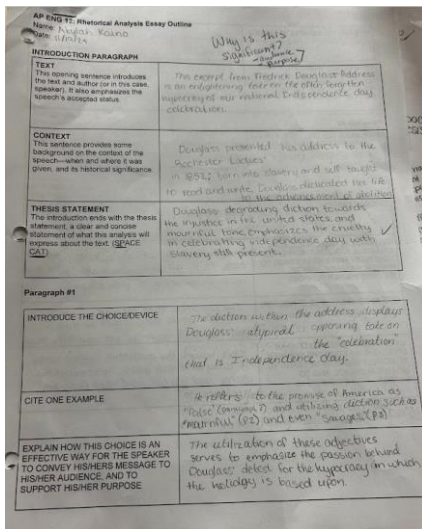 AP ENG 12: Rhetorical Analysis Essay Outline
Name:
Date:
Why is this
significant?
purpose
INTRODUCTION PARAGRAPH
TEXT
This opening sentence introduces
the text and author (or in this case,
speaker). It also emphasizes the
speech's accepted status
This excerpt from Fredrick Douglass' Address
is an enlightening take on the often forgotten
hypocrisy of our national Independence day
celebration.
CONTEXT
This sentence provides some
background on the context of the
speech—when and where it was
given, and its historical significance.
Douglass presented his address to the
Rochester Ladies'
in 1852; born into slavery and self taught
to read and write, Douglass dedicated his life
to the advancement of abolition
THESIS STATEMENT
The introduction ends with the thesis
statement, a clear and concise
statement of what this analysis will
express about the text. (SPACE
CAT)
Douglass' degrading diction towards
the injustice in the united states and
mournful tone emphasizes the cruelty
in celebrating independence day with
slavery still present.
Paragraph #1
INTRODUCE THE CHOICE/DEVICE
The diction within the address displays
Douglass' atypical opposing take on
the "celebration"
that is Independence day.
CITE ONE EXAMPLE
It refers to the promise of America as
"false" and utilizing diction such as
"mournful" (P2) and even "savages" (P3)
EXPLAIN HOW THIS CHOICE IS AN
EFFECTIVE WAY FOR THE SPEAKER
TO CONVEY HIS/HERS MESSAGE TO
HIS/HER AUDIENCE, AND TO
SUPPORT HIS/HER PURPOSE
The utilization of these adjectives
serves to emphasize the passion behind
Douglass' detest for the hypocrisy in which
the holiday is based upon.